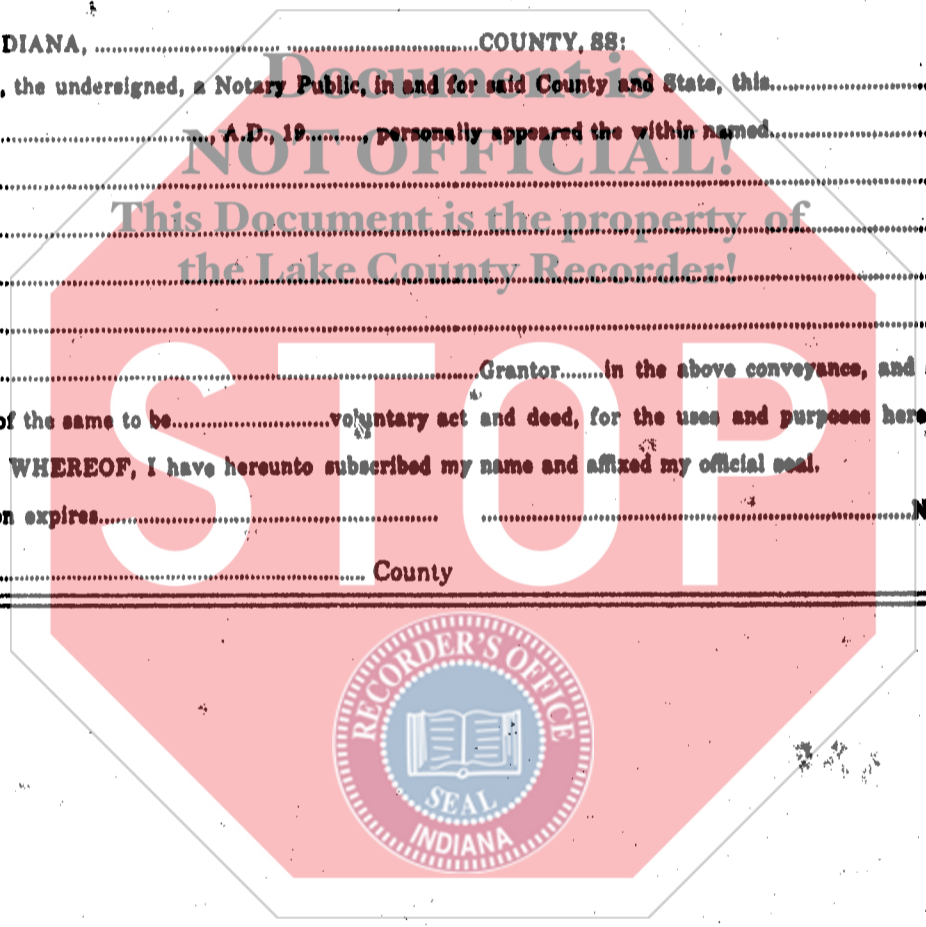 DIANA, ........................ ........................COUNTY, SS:
Document is
, the undersigned, a Notary Public, in and for said County and State, this........................
........................, A.D., 19........, personally appeared the within named........................
NOT OFFICIAL!
This Document is the property of
the Lake County Recorder!
........................Grantor........in the above conveyance, and
of the same to be........................voluntary act and deed, for the uses and purposes here
WHEREOF, I have hereunto subscribed my name and affixed my official seal.
on expires........................ ........................N
........................ County
STOP
RECORDER'S OFFICE
SEAL
INDIANA